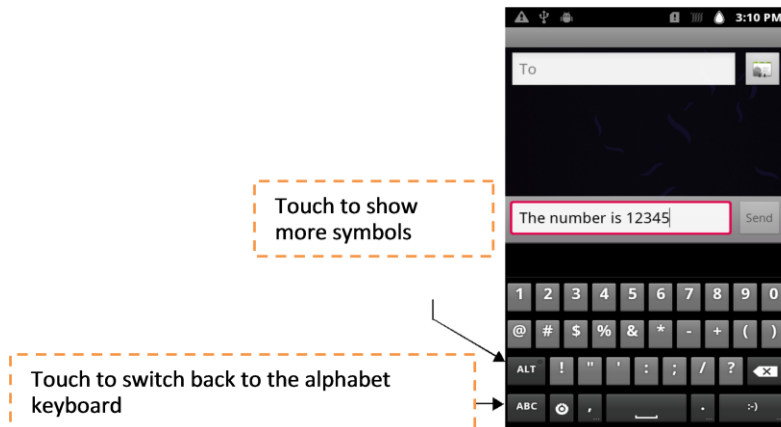 3:10 PM
To
Touch to show
more symbols
The number is 12345
Send
1 2 3 4 5 6 7 8 9 0
@ # $ % & * - + ( )
ALT ! " ' : ; / ?
Touch to switch back to the alphabet
keyboard
ABC , . :-)